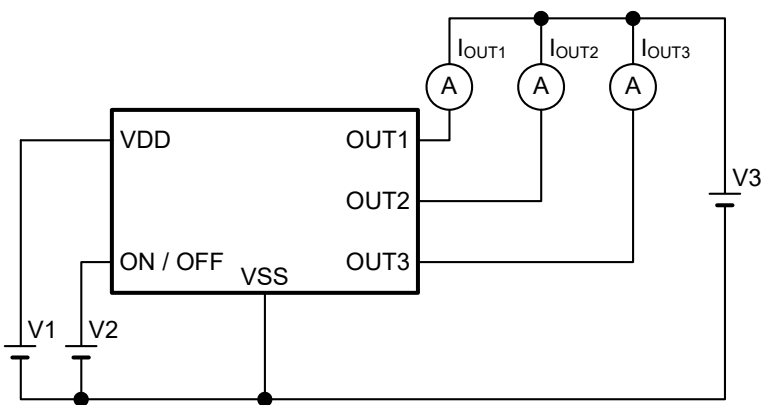 IOUT1 IOUT2 IOUT3
A A A
VDD OUT1
V3
OUT2
ON / OFF OUT3
VSS
V1 V2